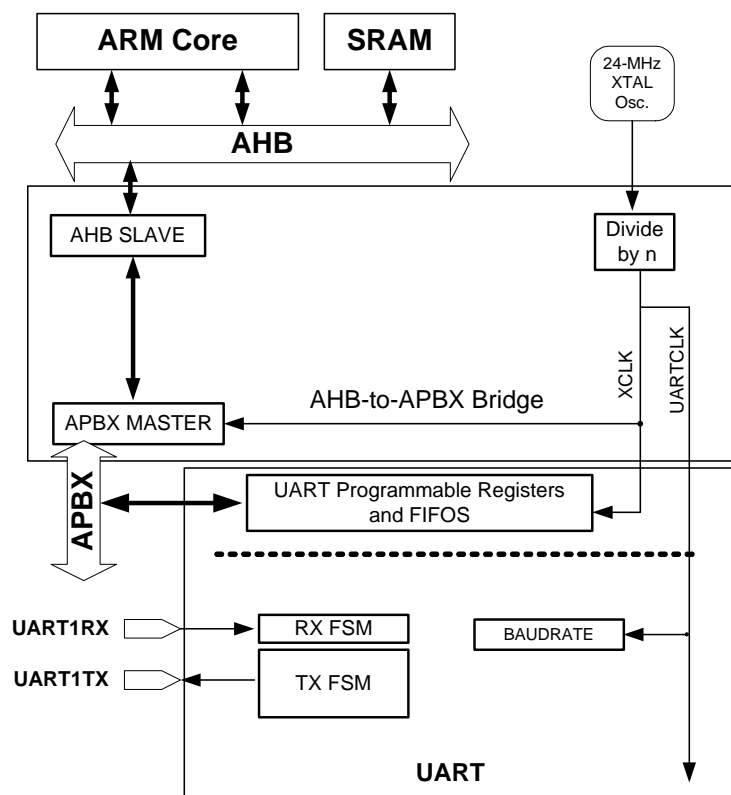 ARM Core
SRAM
24-MHz
XTAL
Osc.
AHB
AHB SLAVE
Divide
by n
XCLK
UARTCLK
AHB-to-APBX Bridge
APBX MASTER
APBX
UART Programmable Registers
and FIFOS
UART1RX
RX FSM
BAUDRATE
UART1TX
TX FSM
UART